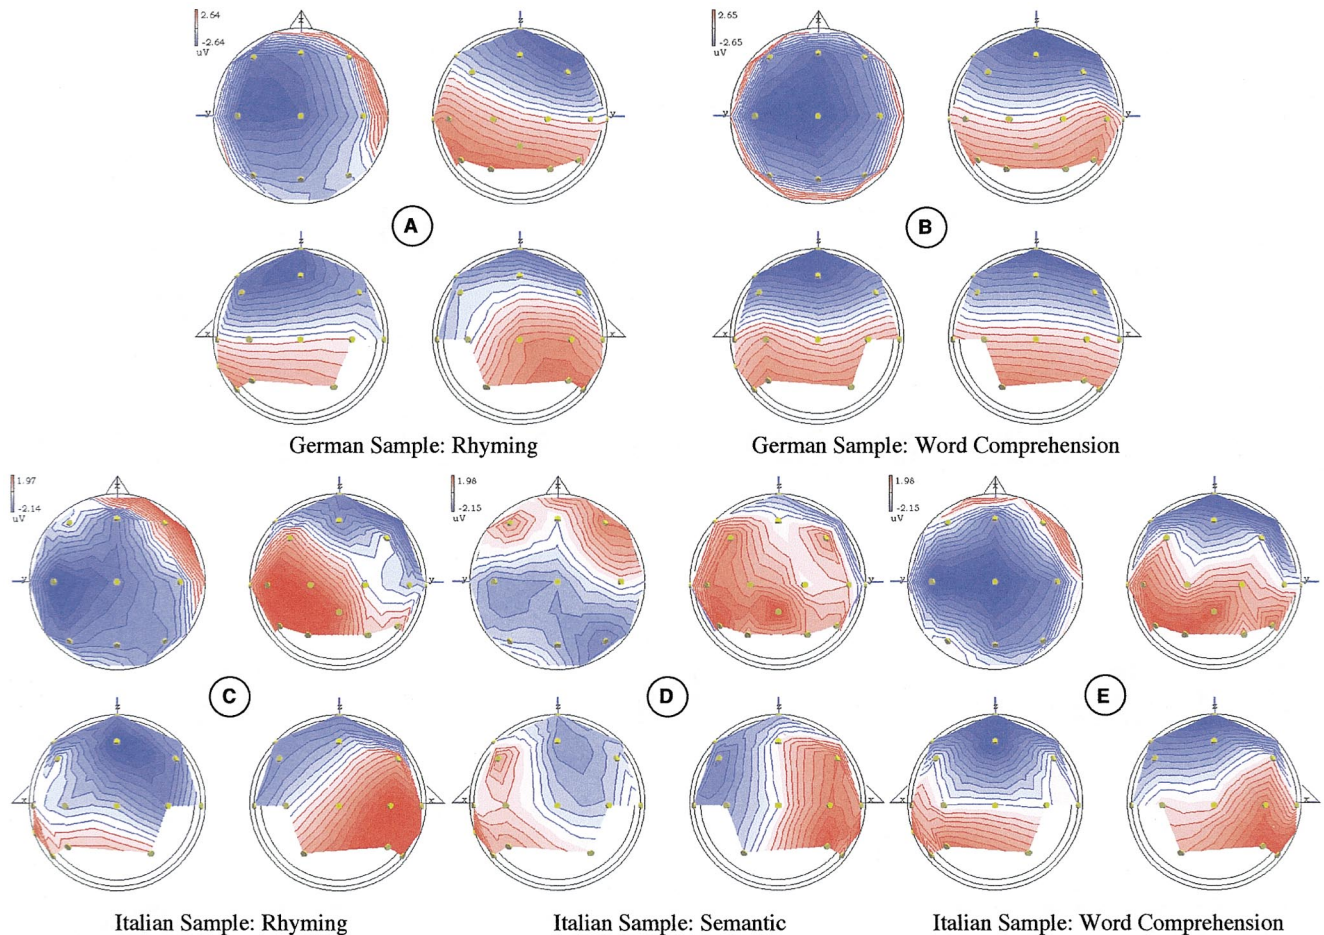 2.64
-2.64
uV
z
y
y
A
z
x
z
x
German Sample: Rhyming
2.65
-2.65
uV
z
y
y
B
z
x
z
x
German Sample: Word Comprehension
1.97
-2.14
uV
z
y
y
C
z
x
z
x
Italian Sample: Rhyming
1.98
-2.15
uV
z
y
y
D
z
x
z
x
Italian Sample: Semantic
1.98
-2.15
uV
z
y
y
E
z
x
z
x
Italian Sample: Word Comprehension